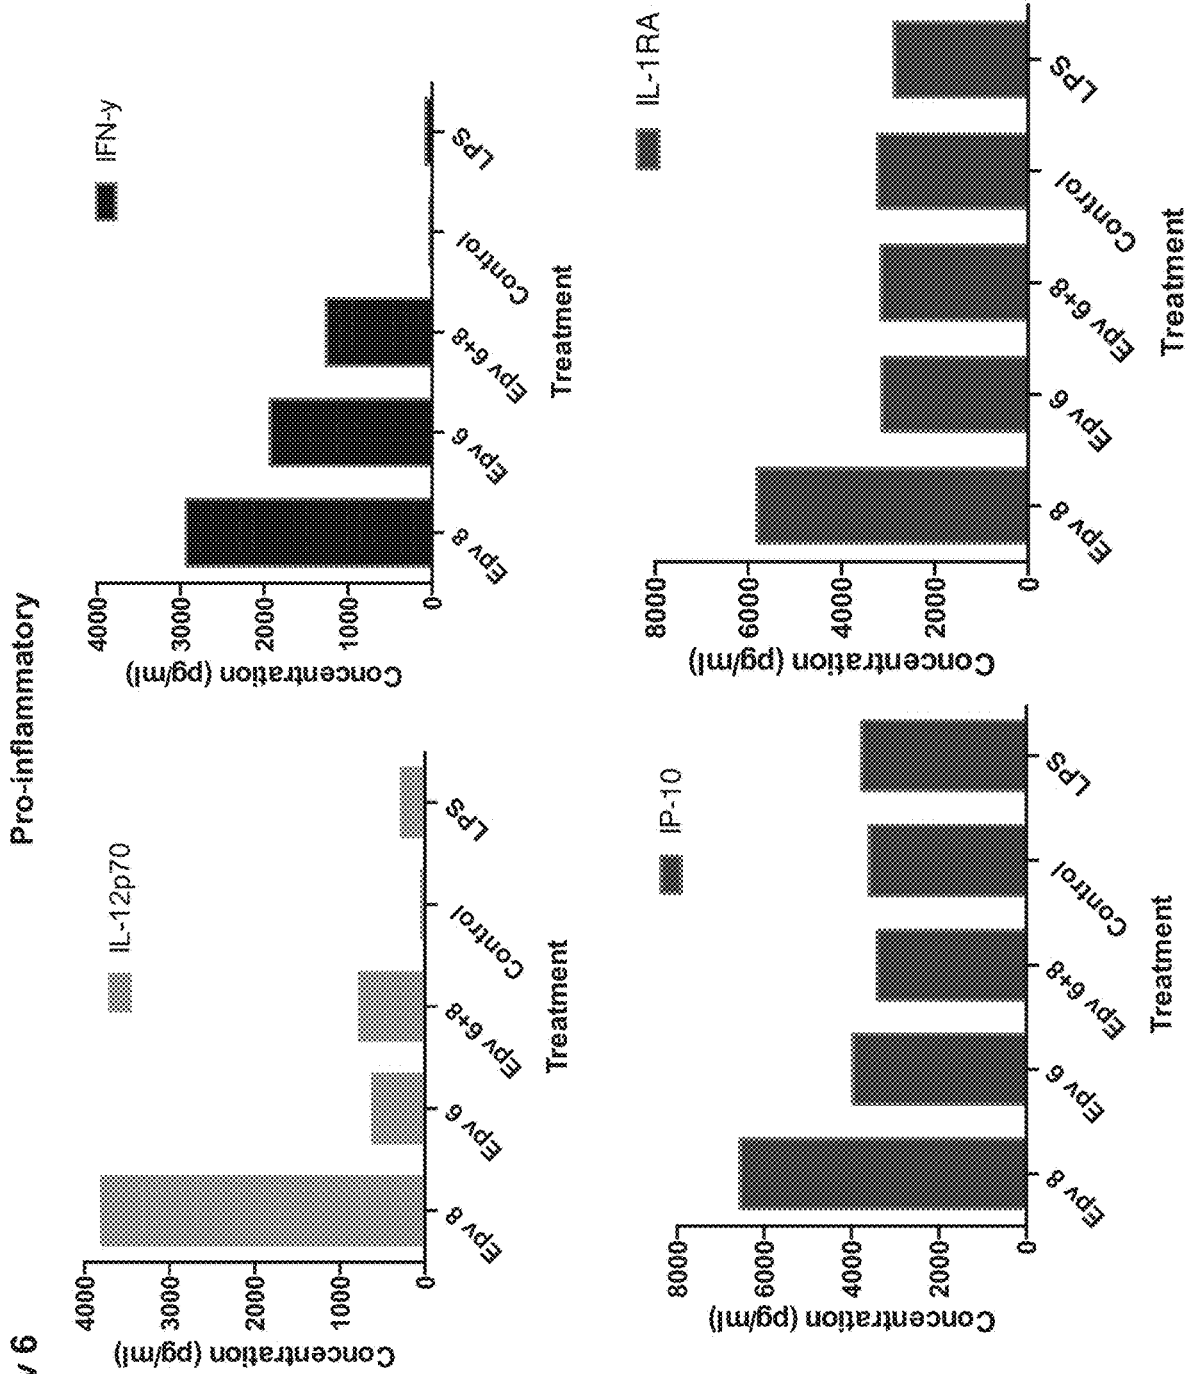 Pro-inflammatory
4000
3000
2000
1000
0
Concentration (pg/ml)
IL-12p70
Epv 8
Epv 6
Epv 6+8
Control
LPS
Treatment
4000
3000
2000
1000
0
Concentration (pg/ml)
IFN-y
Epv 8
Epv 6
Epv 6+8
Control
LPS
Treatment
8000
6000
4000
2000
0
Concentration (pg/ml)
IP-10
Epv 8
Epv 6
Epv 6+8
Control
LPS
Treatment
8000
6000
4000
2000
0
Concentration (pg/ml)
IL-1RA
Epv 8
Epv 6
Epv 6+8
Control
LPS
Treatment